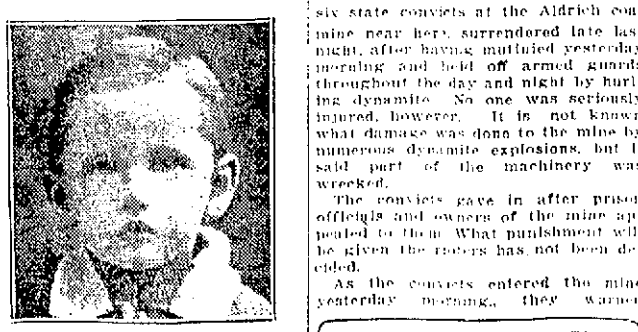 six state convicts at the Aldrich coal
mine near here, surrendered late las
night, after having mutinied yesterday
morning and held off armed guards
throughout the day and night by hurl
ing dynamite No one was seriously
injured, however. It is not known
what damage was done to the mine by
numerous dynamite explosions, but I
said part of the machinery was
wrecked.
The convicts gave in after prison
officials and owners of the mine ap
pealed to them What punishment wil
be given the rioters has not been de
cided.
As the convicts entered the mine
yesterday morning, they warned